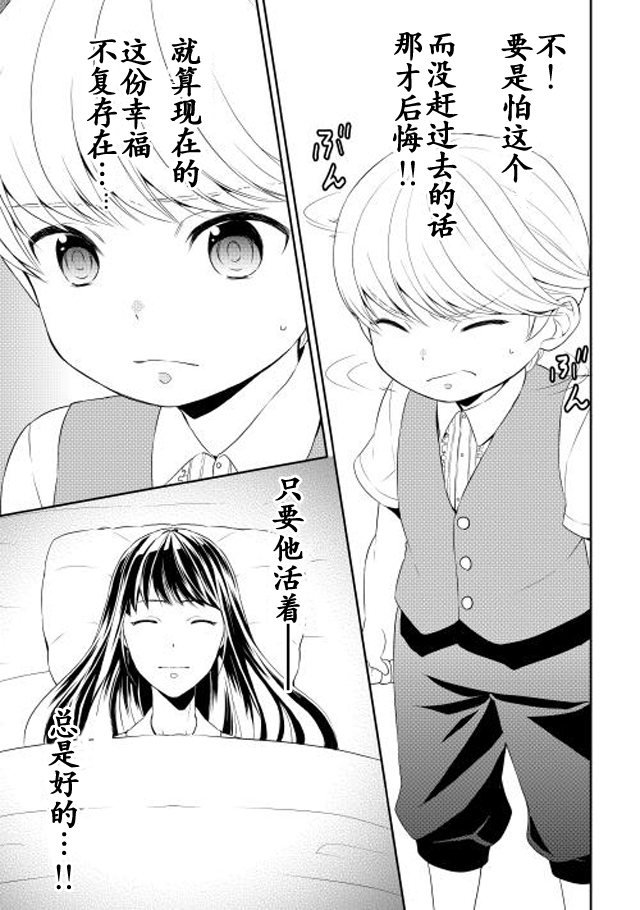 不！
要是怕这个
而没赶过去的话
那才后悔!!
ぶん
ぶん
就算现在的
这份幸福
不复存在……
只要他活着——
总是好的…!!